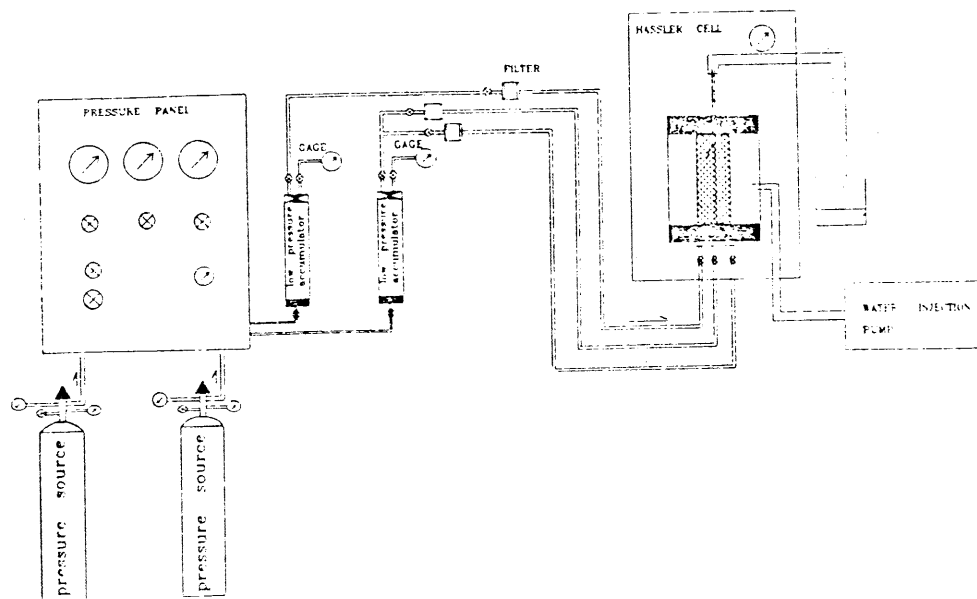 HASSLER CELL
FILTER
PRESSURE PANEL
GAGE
GAGE
low pressure
accumulator
low pressure
accumulator
WATER INJECTION
PUMP
pressure source
pressure source